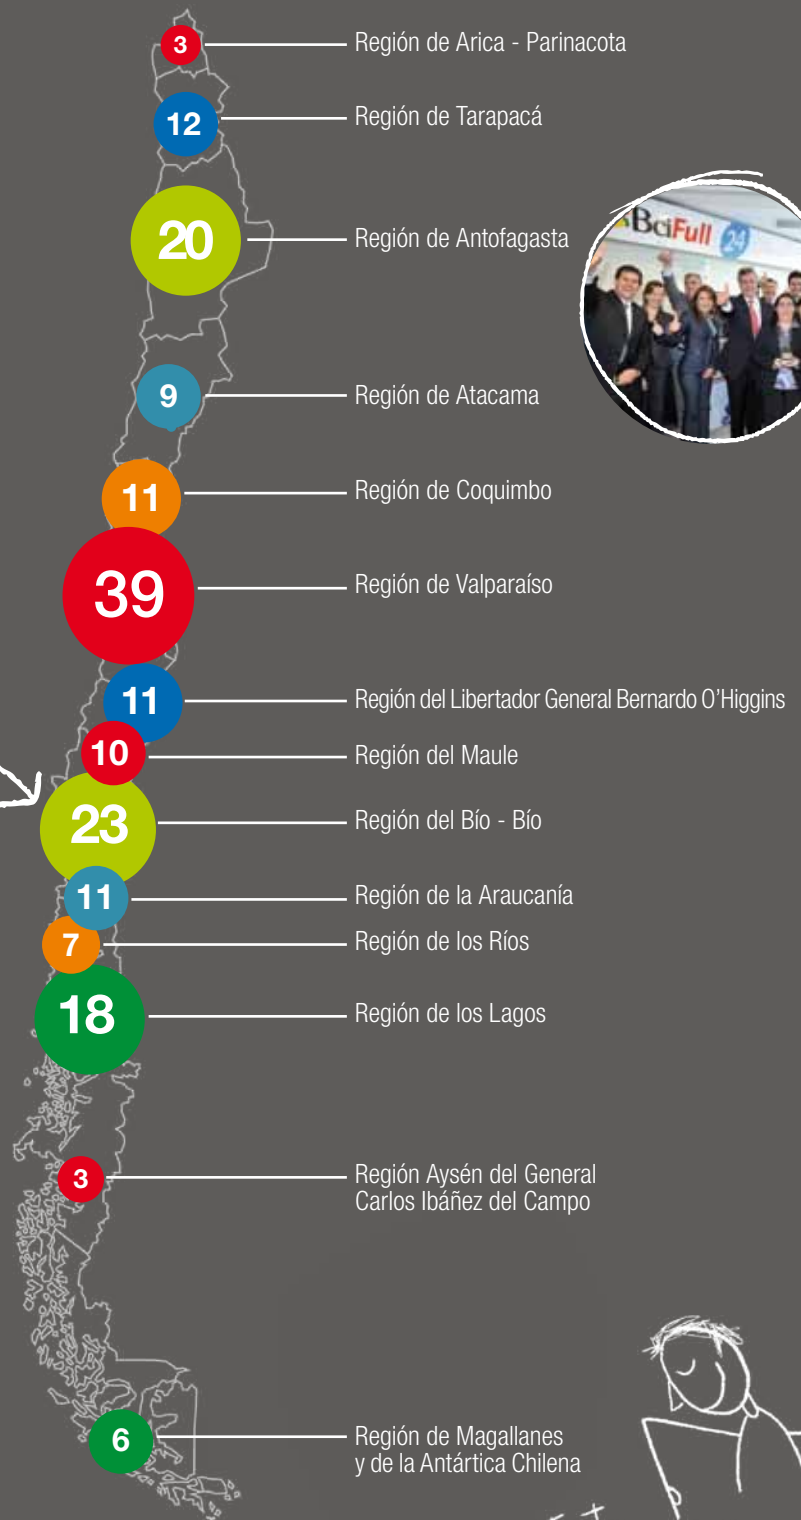 3 Región de Arica - Parinacota
12 Región de Tarapacá
20 Región de Antofagasta
BciFull 24
9 Región de Atacama
11 Región de Coquimbo
39 Región de Valparaíso
11 Región del Libertador General Bernardo O’Higgins
10 Región del Maule
23 Región del Bío - Bío
11 Región de la Araucanía
7 Región de los Ríos
18 Región de los Lagos
3 Región Aysén del General
Carlos Ibáñez del Campo
6 Región de Magallanes
y de la Antártica Chilena